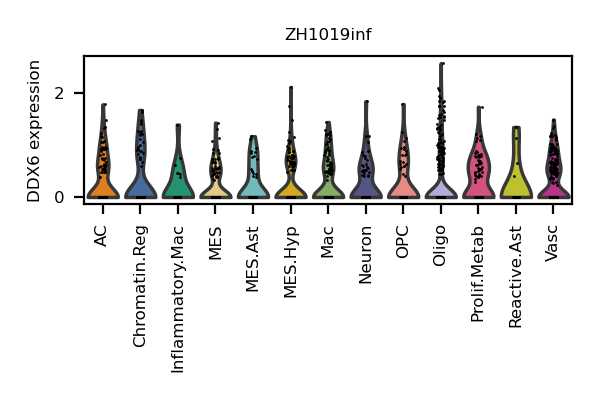 ZH1019inf
DDX6 expression
2
0
AC
Chromatin.Reg
Inflammatory.Mac
MES
MES.Ast
MES.Hyp
Mac
Neuron
OPC
Oligo
Prolif.Metab
Reactive.Ast
Vasc